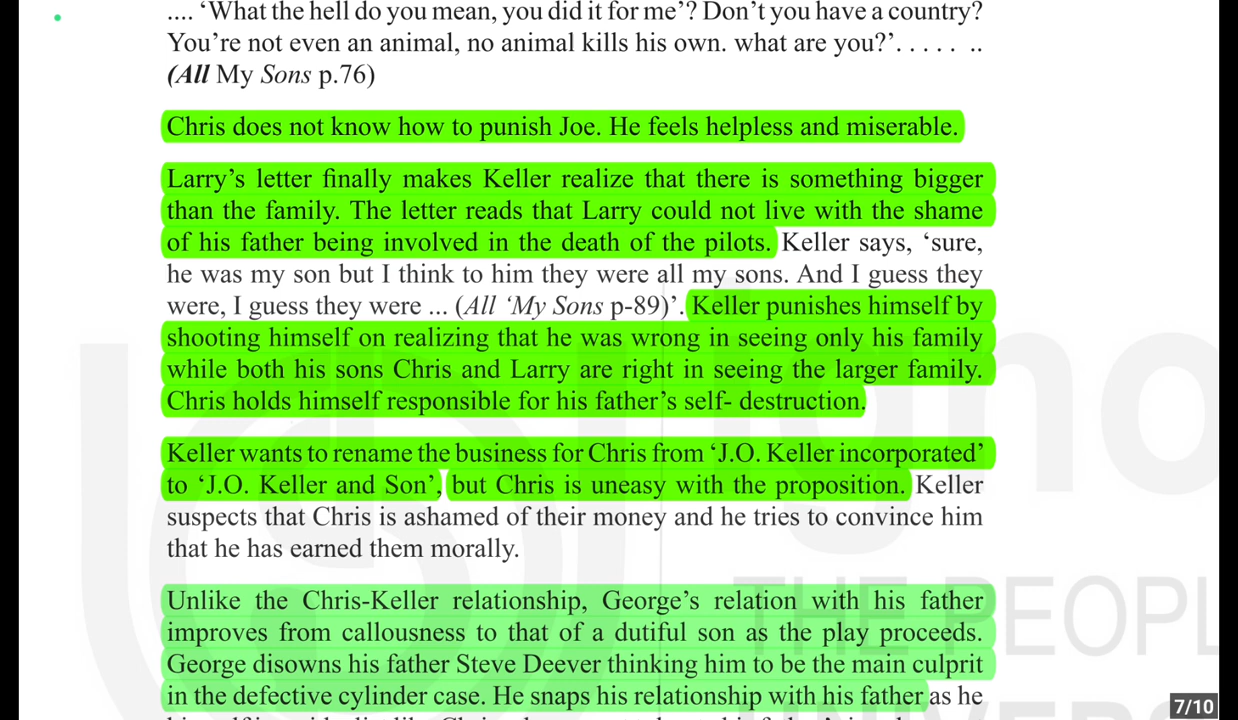 .... ‘What the hell do you mean, you did it for me’? Don’t you have a country?
You’re not even an animal, no animal kills his own. what are you?’. . . . . ..
(All My Sons p.76)
Chris does not know how to punish Joe. He feels helpless and miserable.
Larry’s letter finally makes Keller realize that there is something bigger
than the family. The letter reads that Larry could not live with the shame
of his father being involved in the death of the pilots. Keller says, ‘sure,
he was my son but I think to him they were all my sons. And I guess they
were, I guess they were ... (All ‘My Sons p-89)’. Keller punishes himself by
shooting himself on realizing that he was wrong in seeing only his family
while both his sons Chris and Larry are right in seeing the larger family.
Chris holds himself responsible for his father’s self- destruction.
Keller wants to rename the business for Chris from ‘J.O. Keller incorporated’
to ‘J.O. Keller and Son’, but Chris is uneasy with the proposition. Keller
suspects that Chris is ashamed of their money and he tries to convince him
that he has earned them morally.
Unlike the Chris-Keller relationship, George’s relation with his father
improves from callousness to that of a dutiful son as the play proceeds.
George disowns his father Steve Deever thinking him to be the main culprit
in the defective cylinder case. He snaps his relationship with his father as he
7/10
igno
THE PEOPL